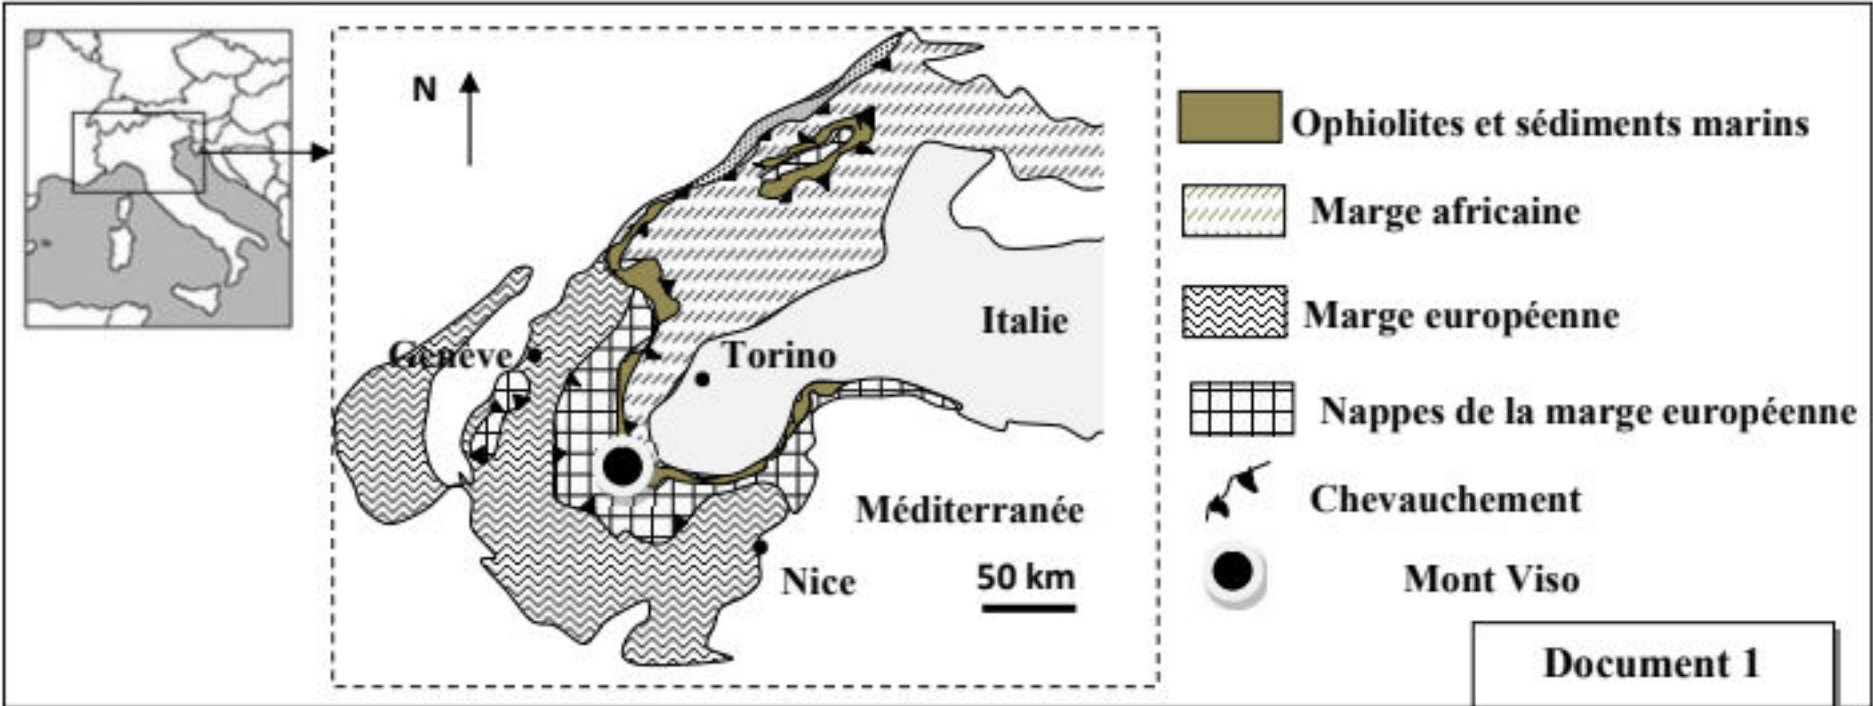 N
Genève
Torino
Italie
Méditerranée
Nice
50 km
Ophiolites et sédiments marins
Marge africaine
Marge européenne
Nappes de la marge européenne
Chevauchement
Mont Viso
Document 1